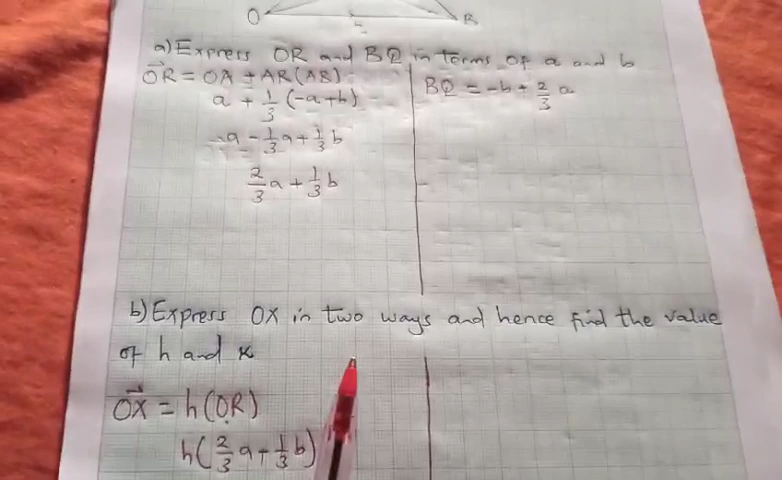 O B
a) Express OR and BQ in terms of a and b
OR = OA + AR(AB)
a + 1/3 (-a+b)
a - 1/3 a + 1/3 b
2/3 a + 1/3 b
BQ = -b + 2/3 a
b) Express OX in two ways and hence find the value
of h and k
OX = h(OR)
h(2/3 a + 1/3 b)